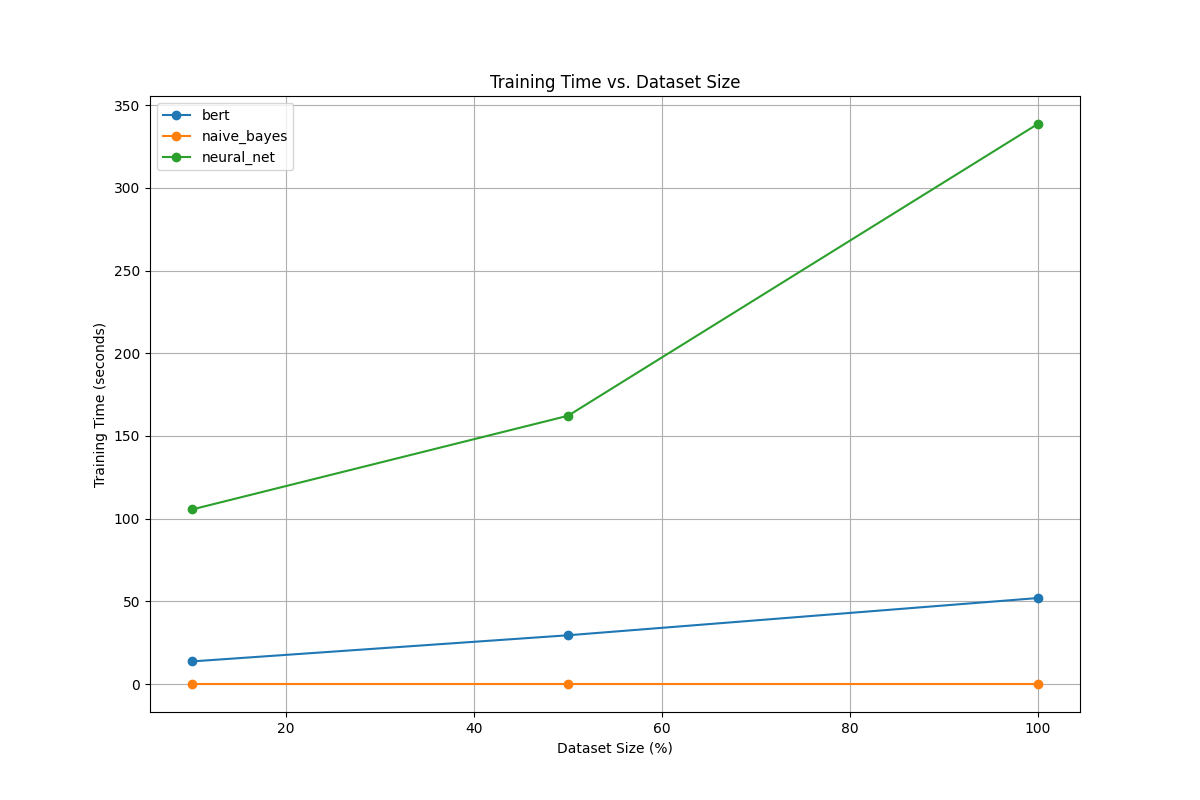 Training Time vs. Dataset Size
bert
naive_bayes
neural_net
Training Time (seconds)
350
300
250
200
150
100
50
0
20 40 60 80 100
Dataset Size (%)